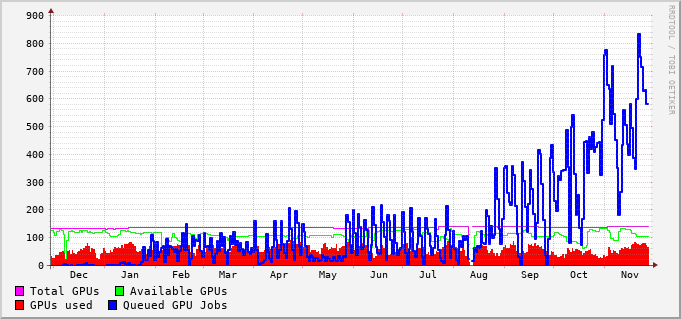 900
800
700
600
500
400
300
200
100
0
Dec Jan Feb Mar Apr May Jun Jul Aug Sep Oct Nov
Total GPUs Available GPUs
GPUs used Queued GPU Jobs
RRDTOOL / TOBI OETIKER